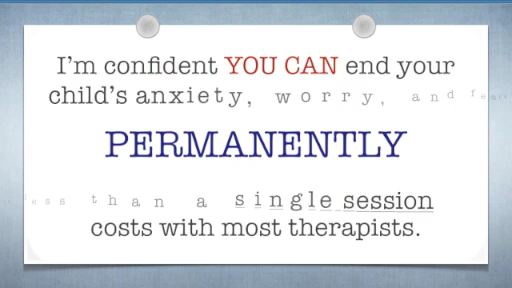 I'm confident YOU CAN end your
child's anxiety, worry, and
PERMANENTLY
than a single session
costs with most therapists.